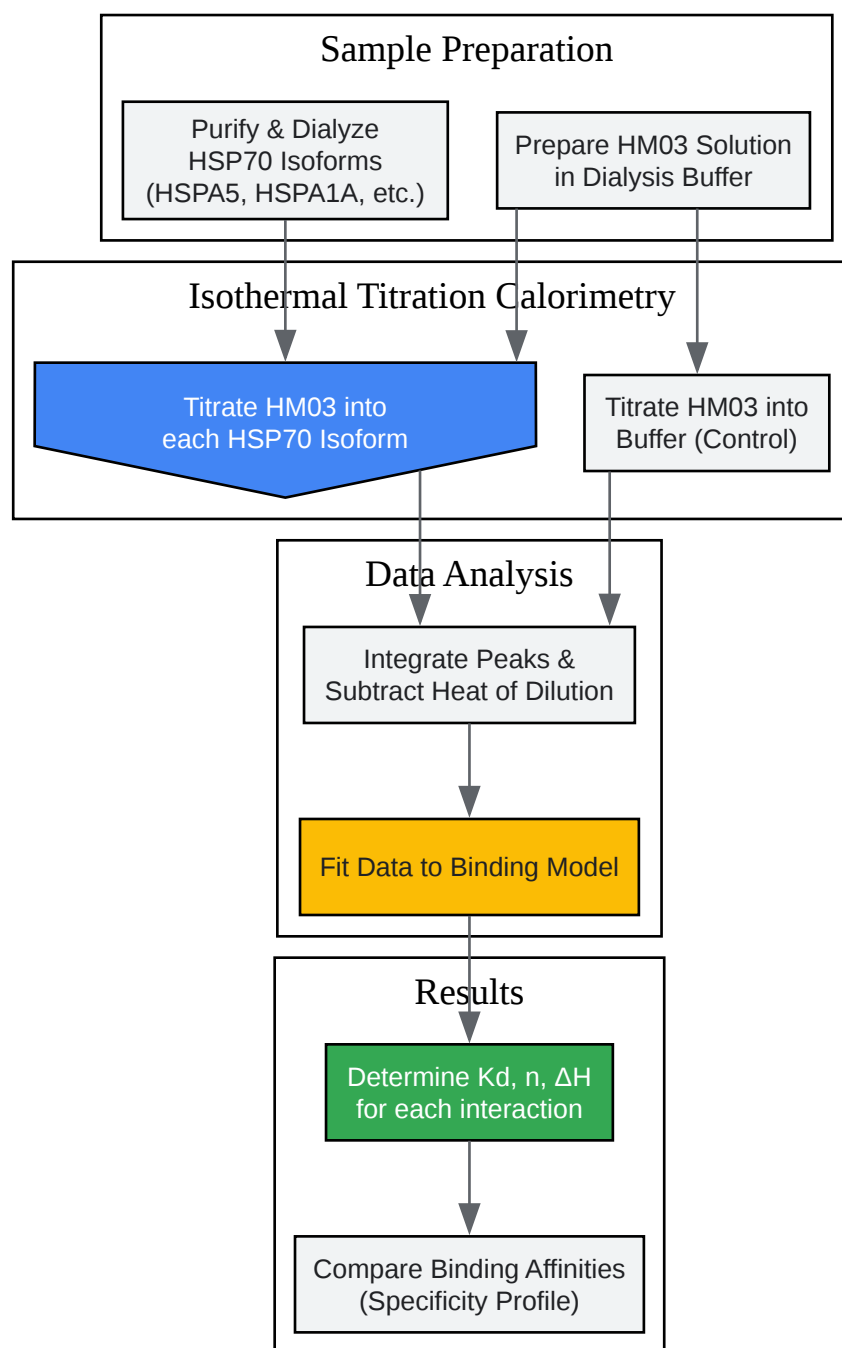 Sample Preparation
Purify & Dialyze
HSP70 Isoforms
(HSPA5, HSPA1A, etc.)
Prepare HM03 Solution
in Dialysis Buffer
Isothermal Titration Calorimetry
Titrate HM03 into
each HSP70 Isoform
Titrate HM03 into
Buffer (Control)
Data Analysis
Integrate Peaks &
Subtract Heat of Dilution
Fit Data to Binding Model
Results
Determine Kd, n, ΔH
for each interaction
Compare Binding Affinities
(Specificity Profile)